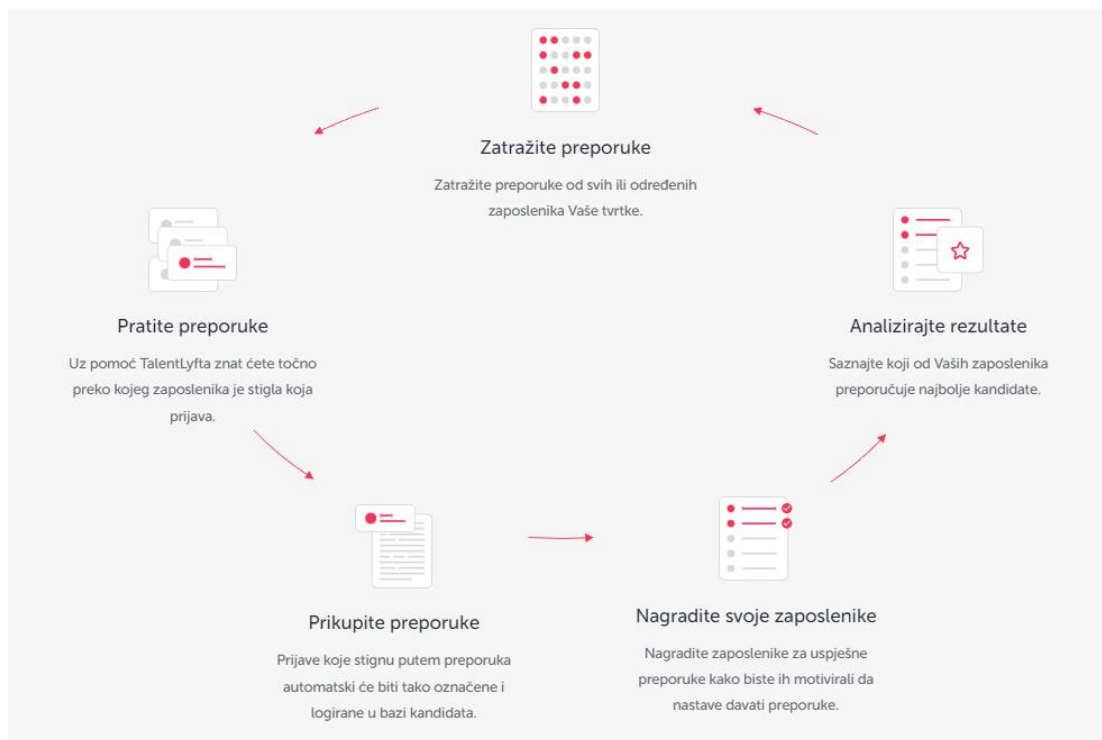 Zatražite preporuke
Zatražite preporuke od svih ili određenih
zaposlenika Vaše tvrtke.
Pratite preporuke
Uz pomoć TalentLyfta znat ćete točno
preko kojeg zaposlenika je stigla koja
prijava.
Prikupite preporuke
Prijave koje stignu putem preporuka
automatski će biti tako označene i
logirane u bazi kandidata.
Nagradite svoje zaposlenike
Nagradite zaposlenike za uspješne
preporuke kako biste ih motivirali da
nastave davati preporuke.
Analizirajte rezultate
Saznajte koji od Vaših zaposlenika
preporučuje najbolje kandidate.